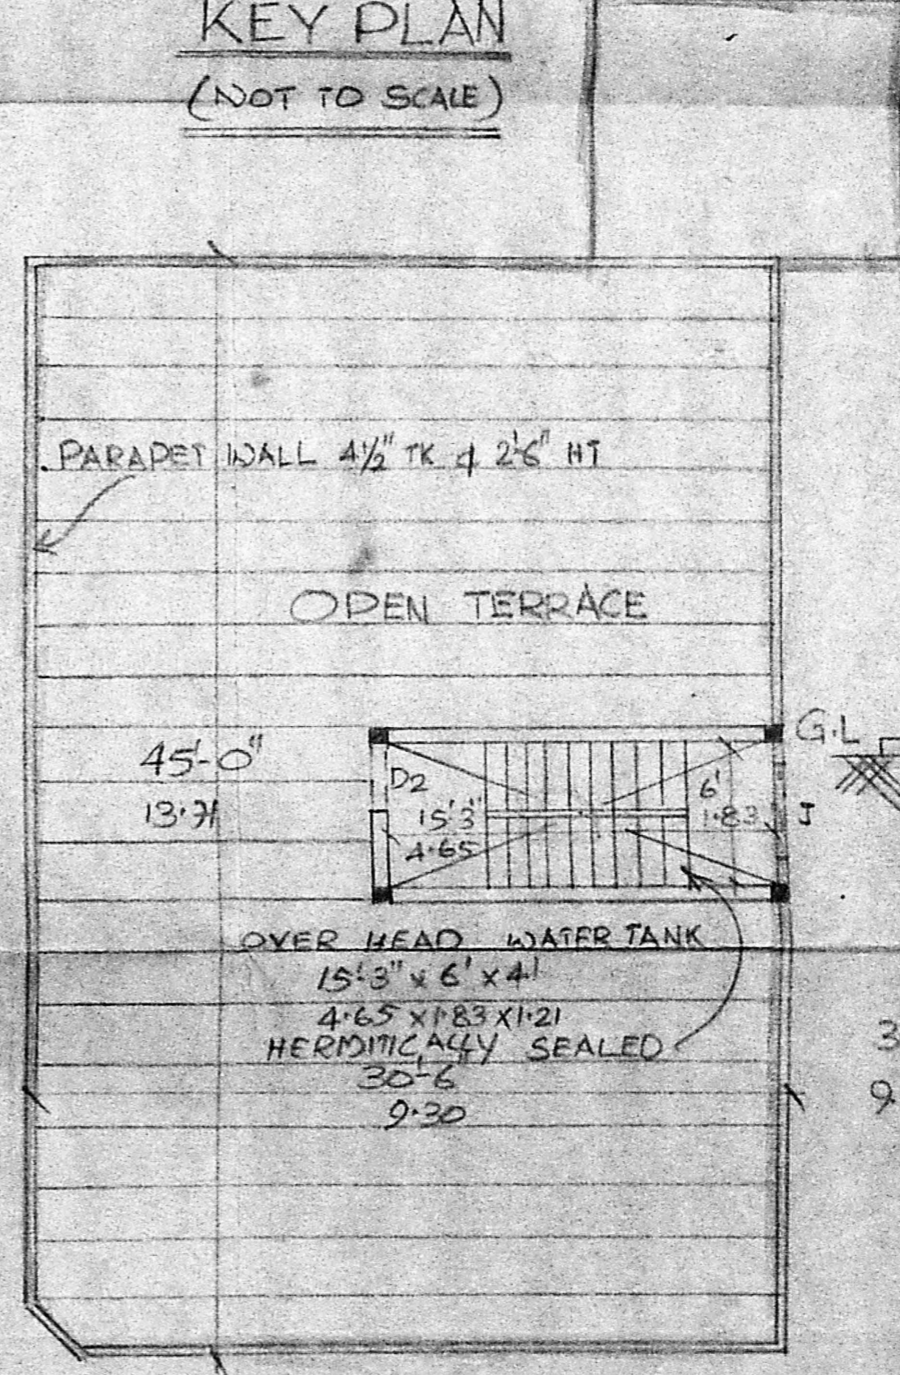 KEY PLAN
(NOT TO SCALE)
PARAPET WALL 4½" TK & 2'-6" HT
OPEN TERRACE
45'-0"
13.71
D2
15'-3"
4.65
6'
1.83
G.L
J
OVER HEAD WATER TANK
15'-3" x 6' x 4'
4.65 x 1.83 x 1.21
HERMITICALLY SEALED
30'-6"
9.30
3
9.